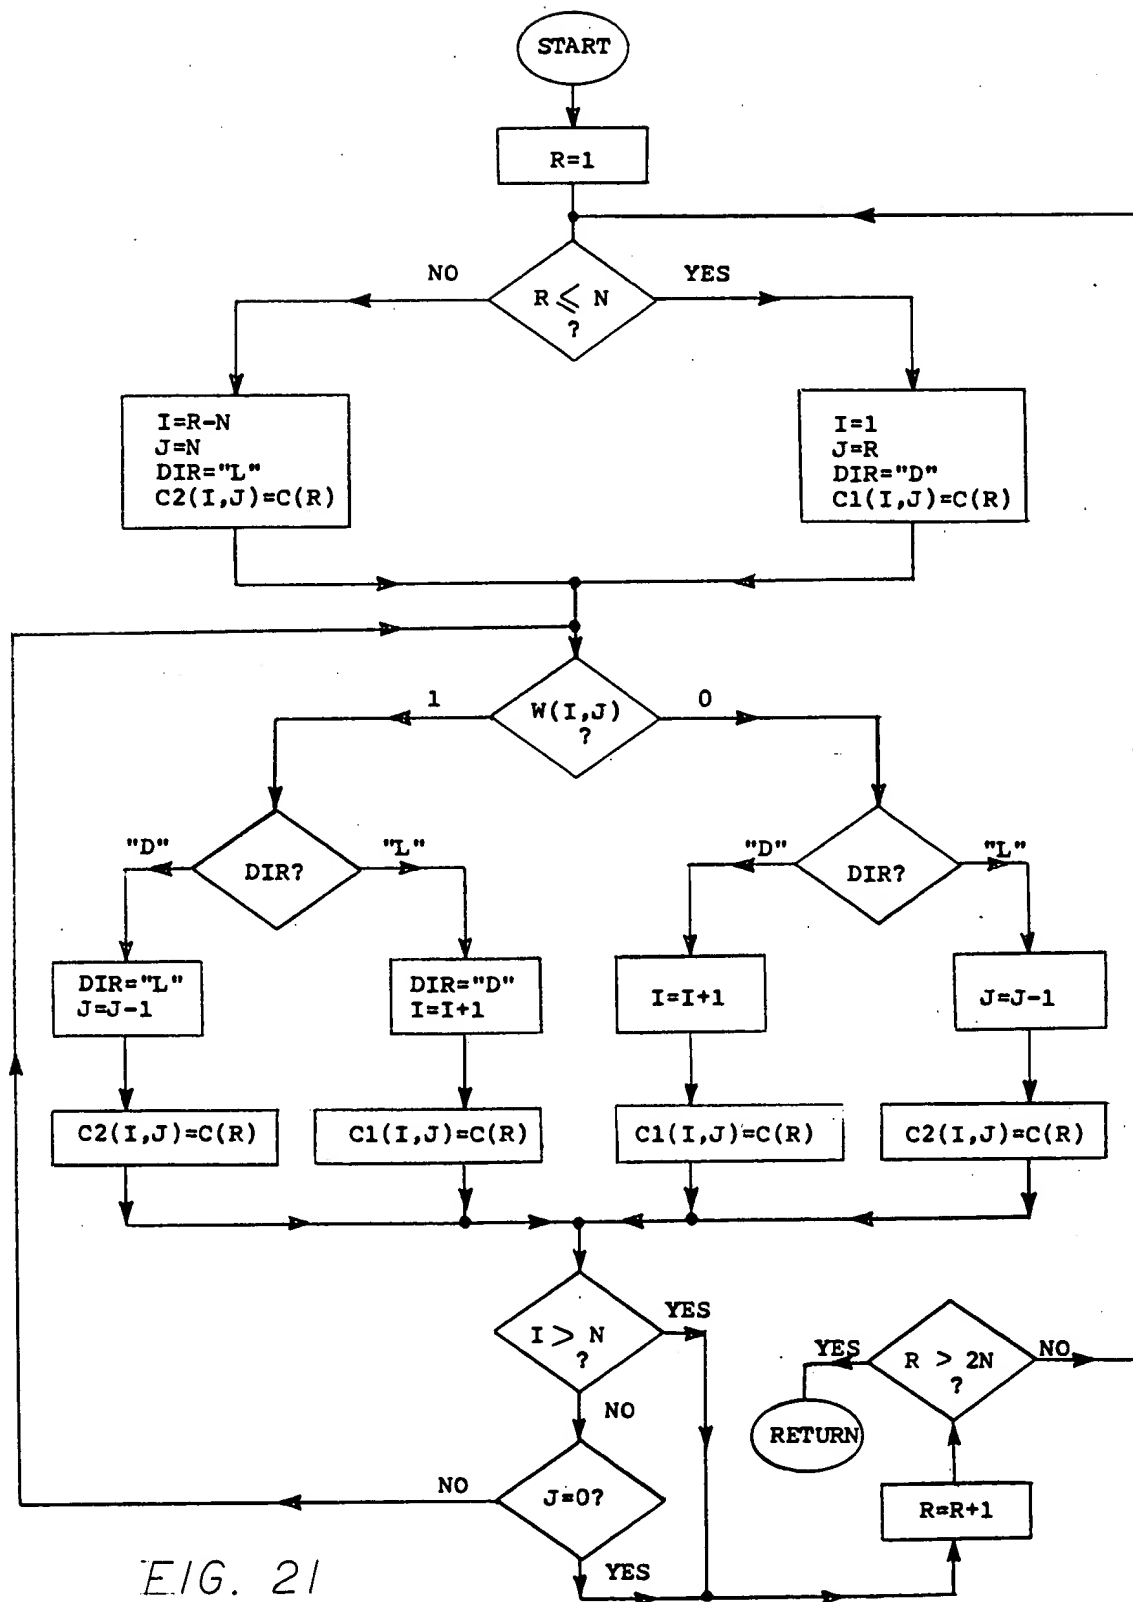 START
R=1
NO
YES
R ≤ N
?
I=R-N
J=N
DIR="L"
C2(I,J)=C(R)
I=1
J=R
DIR="D"
C1(I,J)=C(R)
1
W(I,J)
?
0
"D"
DIR?
"L"
"D"
DIR?
"L"
DIR="L"
J=J-1
DIR="D"
I=I+1
I=I+1
J=J-1
C2(I,J)=C(R)
C1(I,J)=C(R)
C1(I,J)=C(R)
C2(I,J)=C(R)
I > N
?
YES
NO
YES
R > 2N
?
NO
RETURN
NO
J=0?
YES
R=R+1
FIG. 21